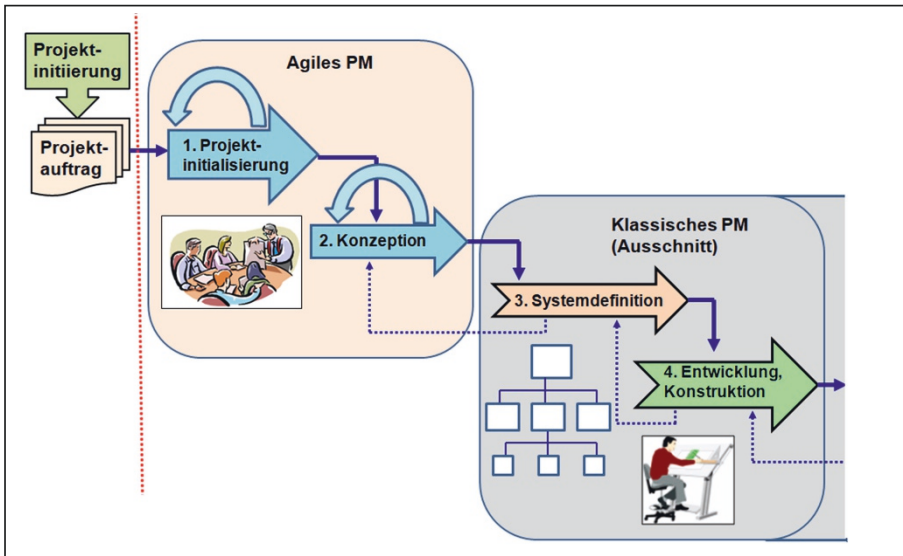 Projekt-
initiierung
Projekt-
auftrag
Agiles PM
1. Projekt-
initialisierung
2. Konzeption
Klassisches PM
(Ausschnitt)
3. Systemdefinition
4. Entwicklung,
Konstruktion